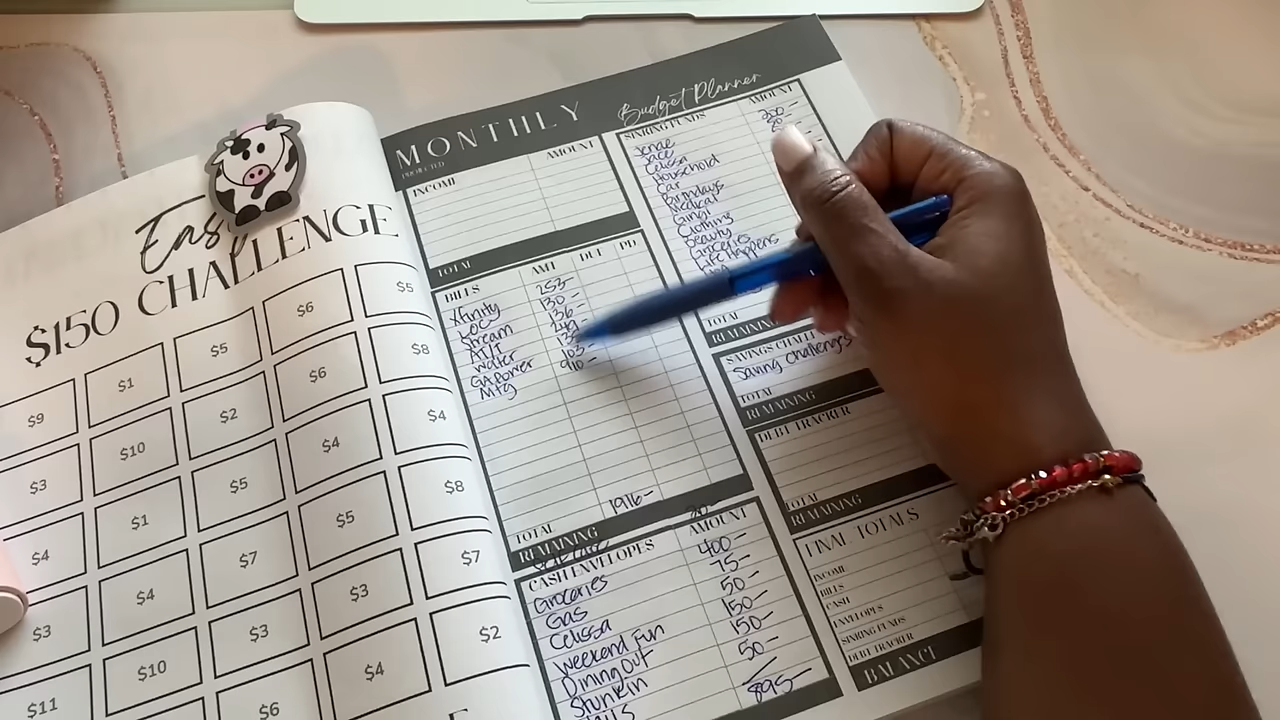 Easy
$150 CHALLENGE
$6 $5
$1 $5
$9 $6 $8
$10 $2
$3 $4 $4
$1 $5
$4 $5 $8
$4 $7
$3 $3 $7
$10 $3
$11 $4 $2
$6
MONTHLY
Budget Planner
PROJECTED
INCOME AMOUNT
TOTAL
BILLS AMT DUE PD
Xfinity 253-
LOC 130-
Stream 36
AT&T
Water
GA Power 103-
Mtg 910-
TOTAL 1916-
REMAINING
CASH ENVELOPES AMOUNT
Groceries 400-
Gas 75-
Celissa 50-
Weekend Fun 150-
Dining Out 150-
Stunkin 50-
895-
SINKING FUNDS AMOUNT
Jenae 200-
Jace
Celissa
Household
Car
Birthdays
Medical
Clothing
Beauty
Groceries
Life Happens
TOTAL
REMAINING
Saving Challenges
TOTAL
REMAINING
DEBT TRACKER
TOTAL
REMAINING
FINAL TOTALS
INCOME
BILLS
CASH ENVELOPES
SINKING FUNDS
DEBT TRACKER
BALANCE